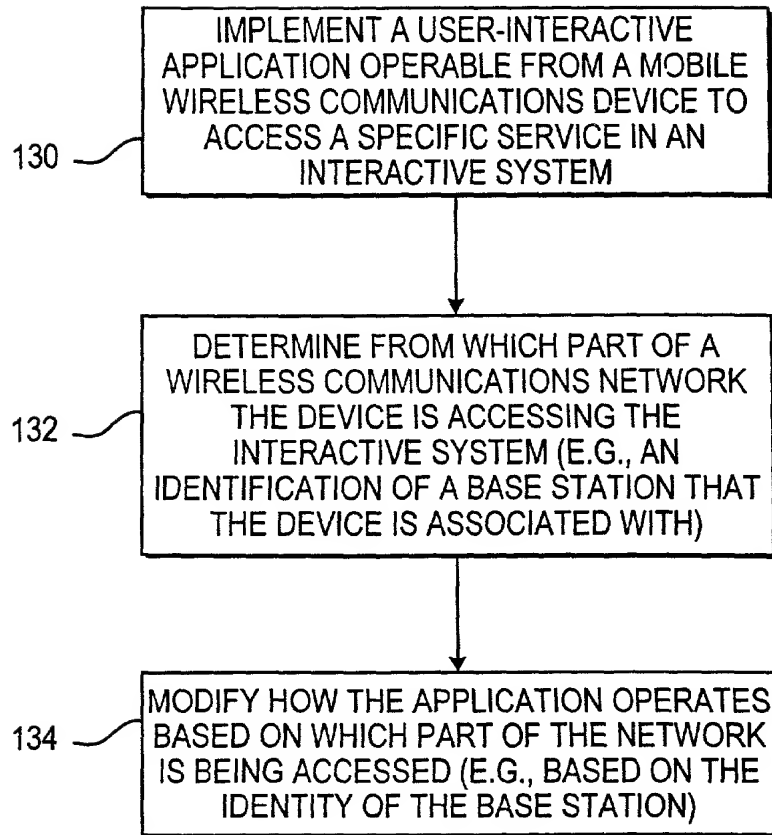 IMPLEMENT A USER-INTERACTIVE
APPLICATION OPERABLE FROM A MOBILE
WIRELESS COMMUNICATIONS DEVICE TO
ACCESS A SPECIFIC SERVICE IN AN
INTERACTIVE SYSTEM
130
DETERMINE FROM WHICH PART OF A
WIRELESS COMMUNICATIONS NETWORK
THE DEVICE IS ACCESSING THE
INTERACTIVE SYSTEM (E.G., AN
IDENTIFICATION OF A BASE STATION THAT
THE DEVICE IS ASSOCIATED WITH)
132
MODIFY HOW THE APPLICATION OPERATES
BASED ON WHICH PART OF THE NETWORK
IS BEING ACCESSED (E.G., BASED ON THE
IDENTITY OF THE BASE STATION)
134